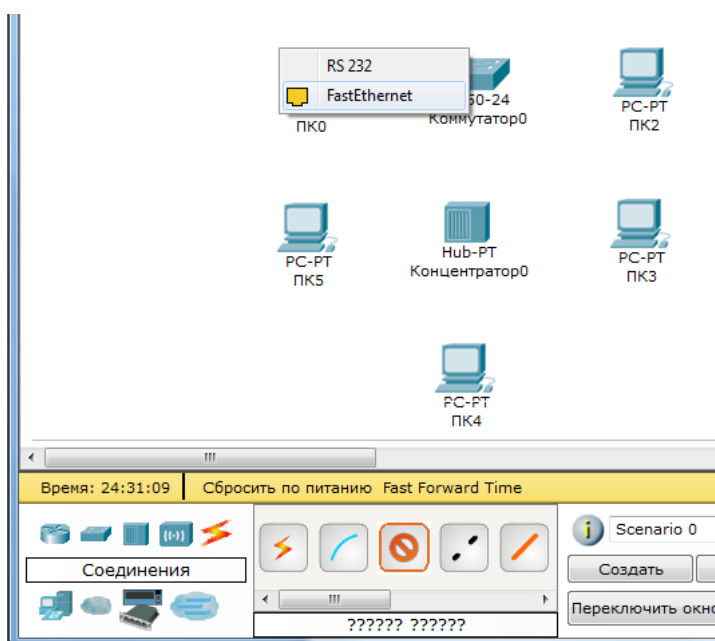 RS 232
FastEthernet
50-24
Коммутатор0
ПК0
PC-PT
ПК2
PC-PT
ПК5
Hub-PT
Концентратор0
PC-PT
ПК3
PC-PT
ПК4
Время: 24:31:09 Сбросить по питанию Fast Forward Time
Соединения
?????? ??????
i Scenario 0
Создать
Переключить окно